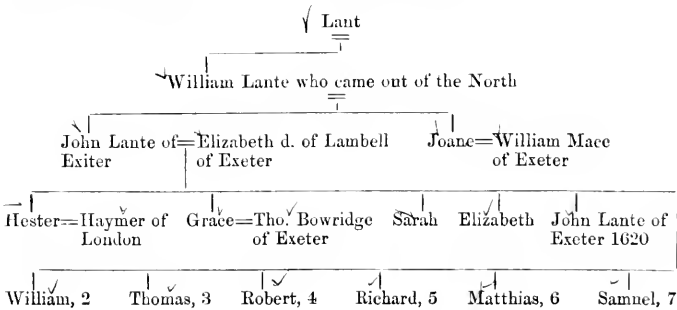 Lant
William Lante who came out of the North
John Lante of=Elizabeth d. of Lambell
Exiter of Exeter
Joane=William Mace
of Exeter
Hester=Haymer of
London
Grace=Tho. Bowridge
of Exeter
Sarah
Elizabeth
John Lante of
Exeter 1620
William, 2 Thomas, 3 Robert, 4 Richard, 5 Matthias, 6 Samuel, 7